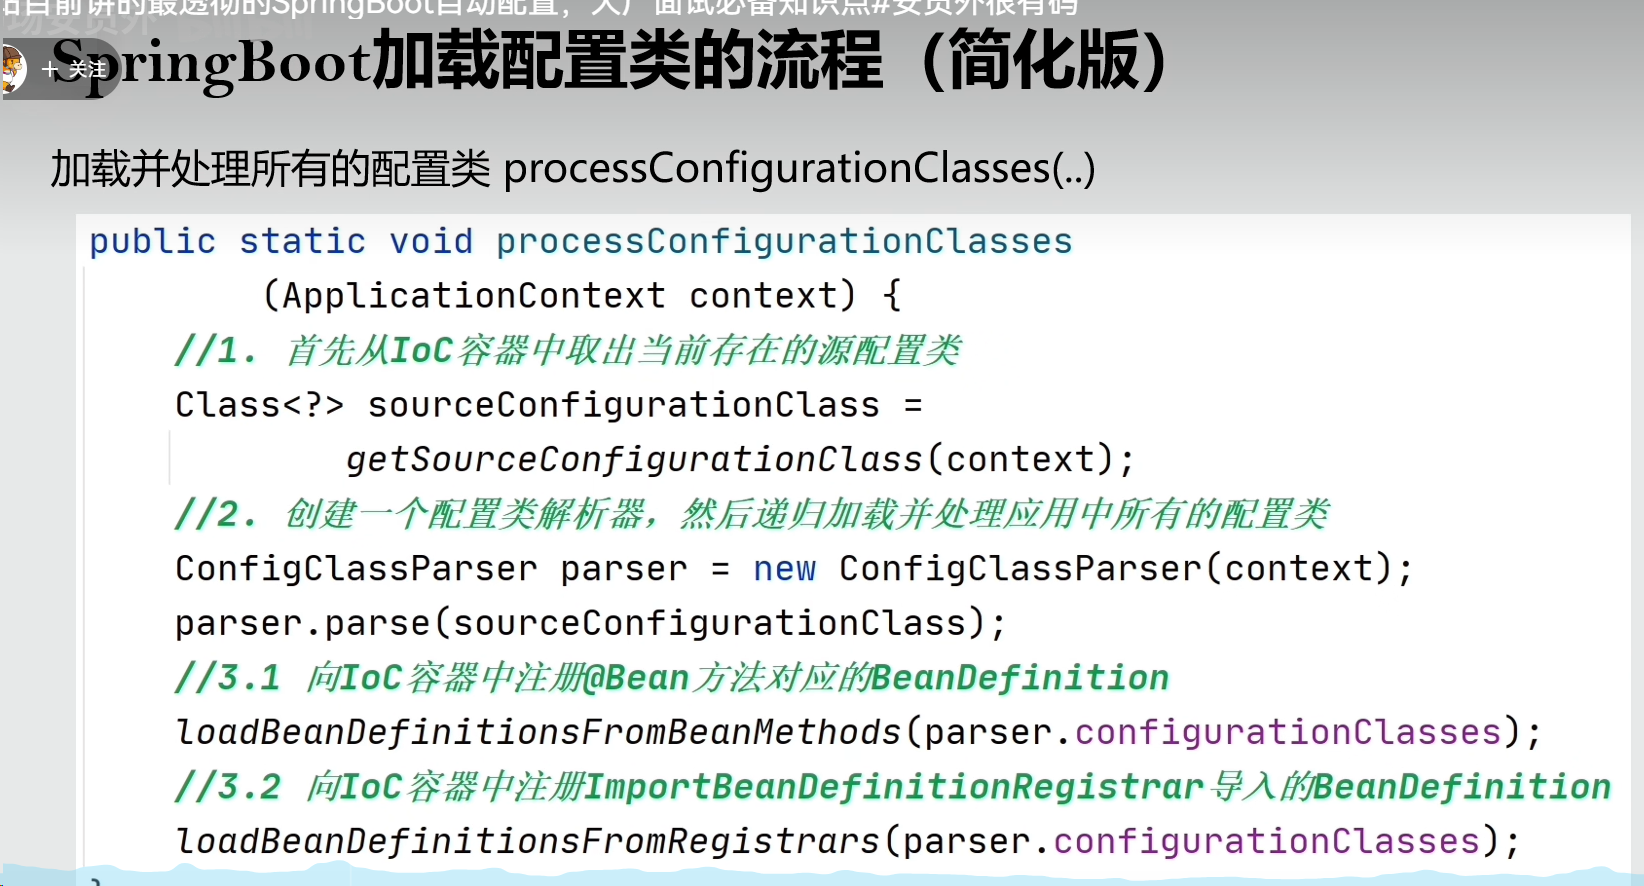 站目前讲的最透彻的SpringBoot自动配置，大厂面试必备知识点#安员外很有码
+ 关注
SpringBoot加载配置类的流程（简化版）
加载并处理所有的配置类 processConfigurationClasses(..)
public static void processConfigurationClasses
(ApplicationContext context) {
//1. 首先从IoC容器中取出当前存在的源配置类
Class<?> sourceConfigurationClass =
getSourceConfigurationClass(context);
//2. 创建一个配置类解析器，然后递归加载并处理应用中所有的配置类
ConfigClassParser parser = new ConfigClassParser(context);
parser.parse(sourceConfigurationClass);
//3.1 向IoC容器中注册@Bean方法对应的BeanDefinition
loadBeanDefinitionsFromBeanMethods(parser.configurationClasses);
//3.2 向IoC容器中注册ImportBeanDefinitionRegistrar导入的BeanDefinition
loadBeanDefinitionsFromRegistrars(parser.configurationClasses);
}